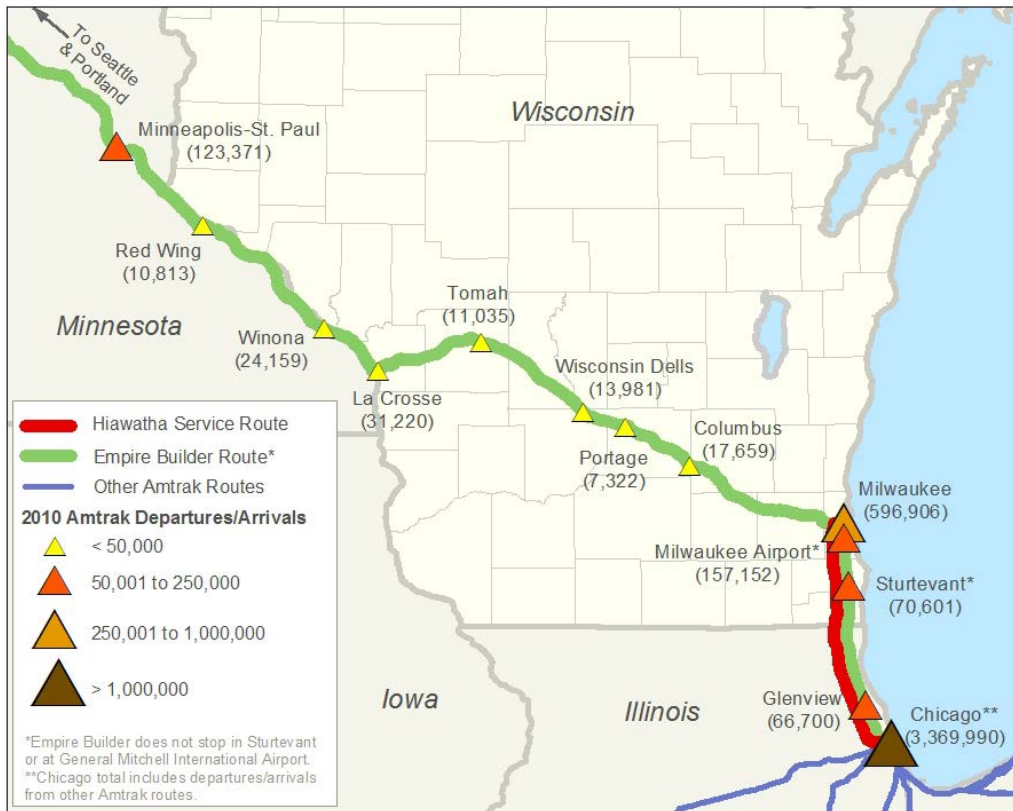 To Seattle
& Portland
Wisconsin
Minneapolis-St. Paul
(123,371)
Red Wing
(10,813)
Minnesota
Tomah
(11,035)
Winona
(24,159)
Wisconsin Dells
(13,981)
La Crosse
(31,220)
Columbus
(17,659)
Portage
(7,322)
Milwaukee
(596,906)
Milwaukee Airport*
(157,152)
Sturtevant*
(70,601)
Iowa
Illinois
Glenview
(66,700)
Chicago**
(3,369,990)
Hiawatha Service Route
Empire Builder Route*
Other Amtrak Routes
2010 Amtrak Departures/Arrivals
< 50,000
50,001 to 250,000
250,001 to 1,000,000
> 1,000,000
*Empire Builder does not stop in Sturtevant
or at General Mitchell International Airport.
**Chicago total includes departures/arrivals
from other Amtrak routes.